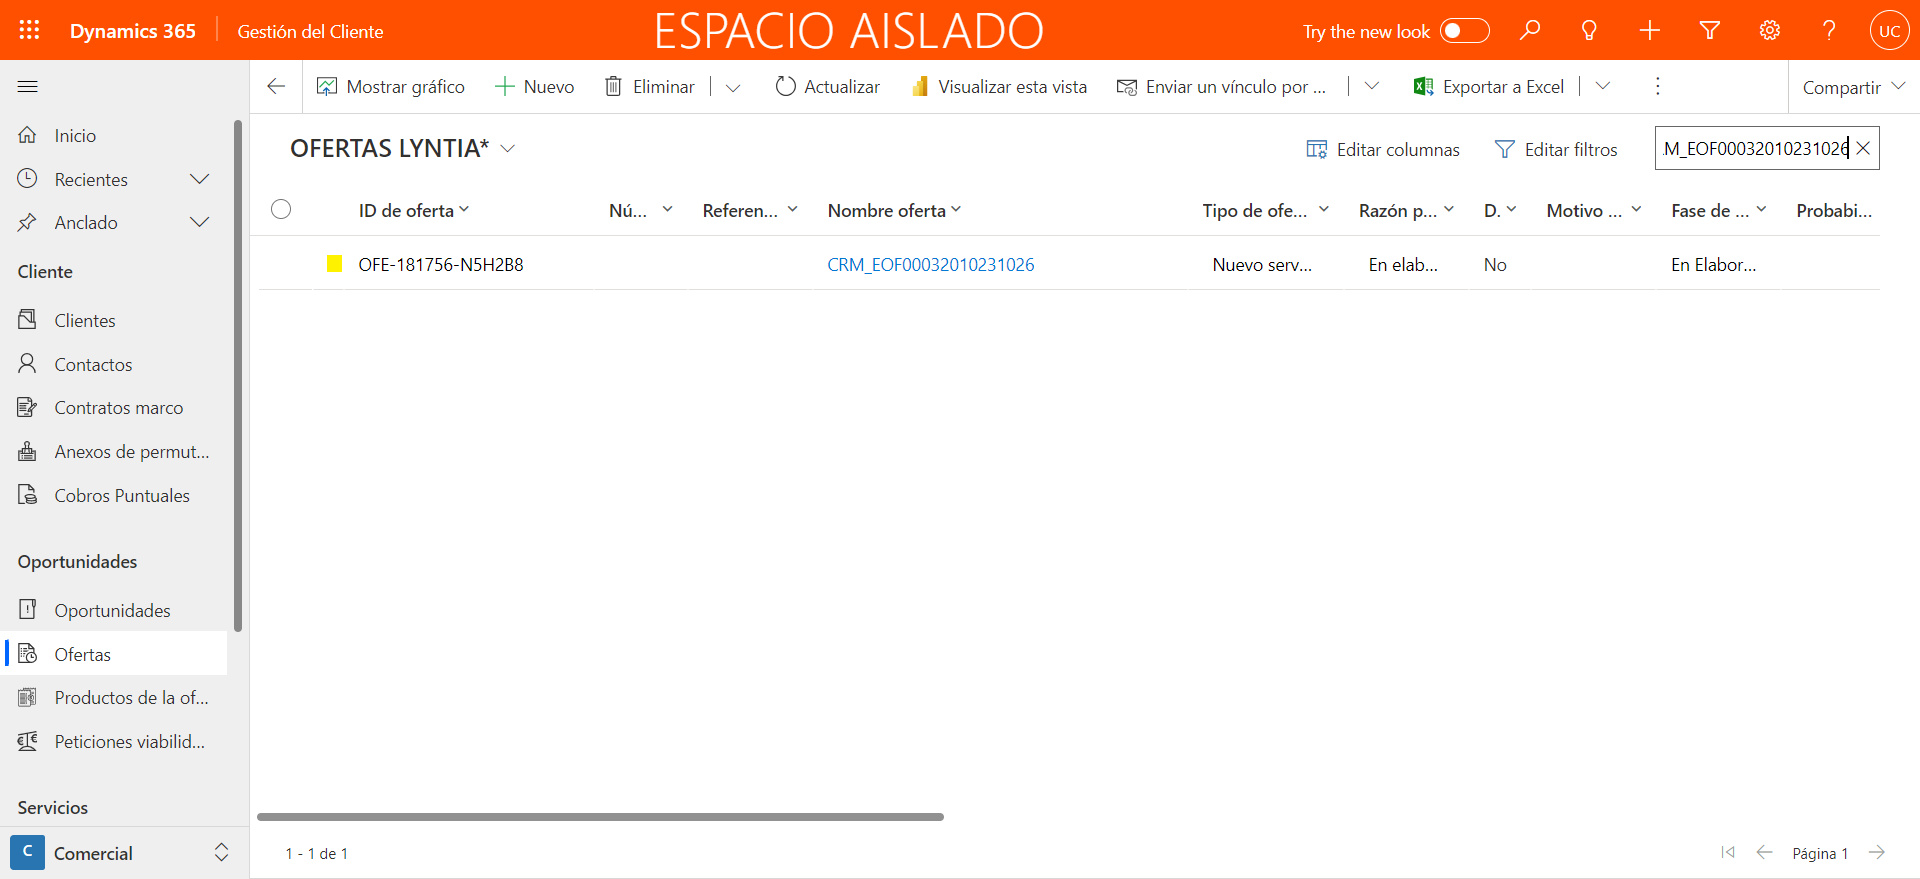 Dynamics 365
Gestión del Cliente
ESPACIO AISLADO
Try the new look
UC
Mostrar gráfico
Nuevo
Eliminar
Actualizar
Visualizar esta vista
Enviar un vínculo por ...
Exportar a Excel
Compartir
Inicio
Recientes
Anclado
Cliente
Clientes
Contactos
Contratos marco
Anexos de permut...
Cobros Puntuales
Oportunidades
Oportunidades
Ofertas
Productos de la of...
Peticiones viabilid...
Servicios
C
Comercial
OFERTAS LYNTIA*
Editar columnas
Editar filtros
M_EOF00032010231026
ID de oferta
Nú...
Referen...
Nombre oferta
Tipo de ofe...
Razón p...
D.
Motivo ...
Fase de ...
Probabi...
OFE-181756-N5H2B8
CRM_EOF00032010231026
Nuevo serv...
En elab...
No
En Elabor...
1 - 1 de 1
Página 1